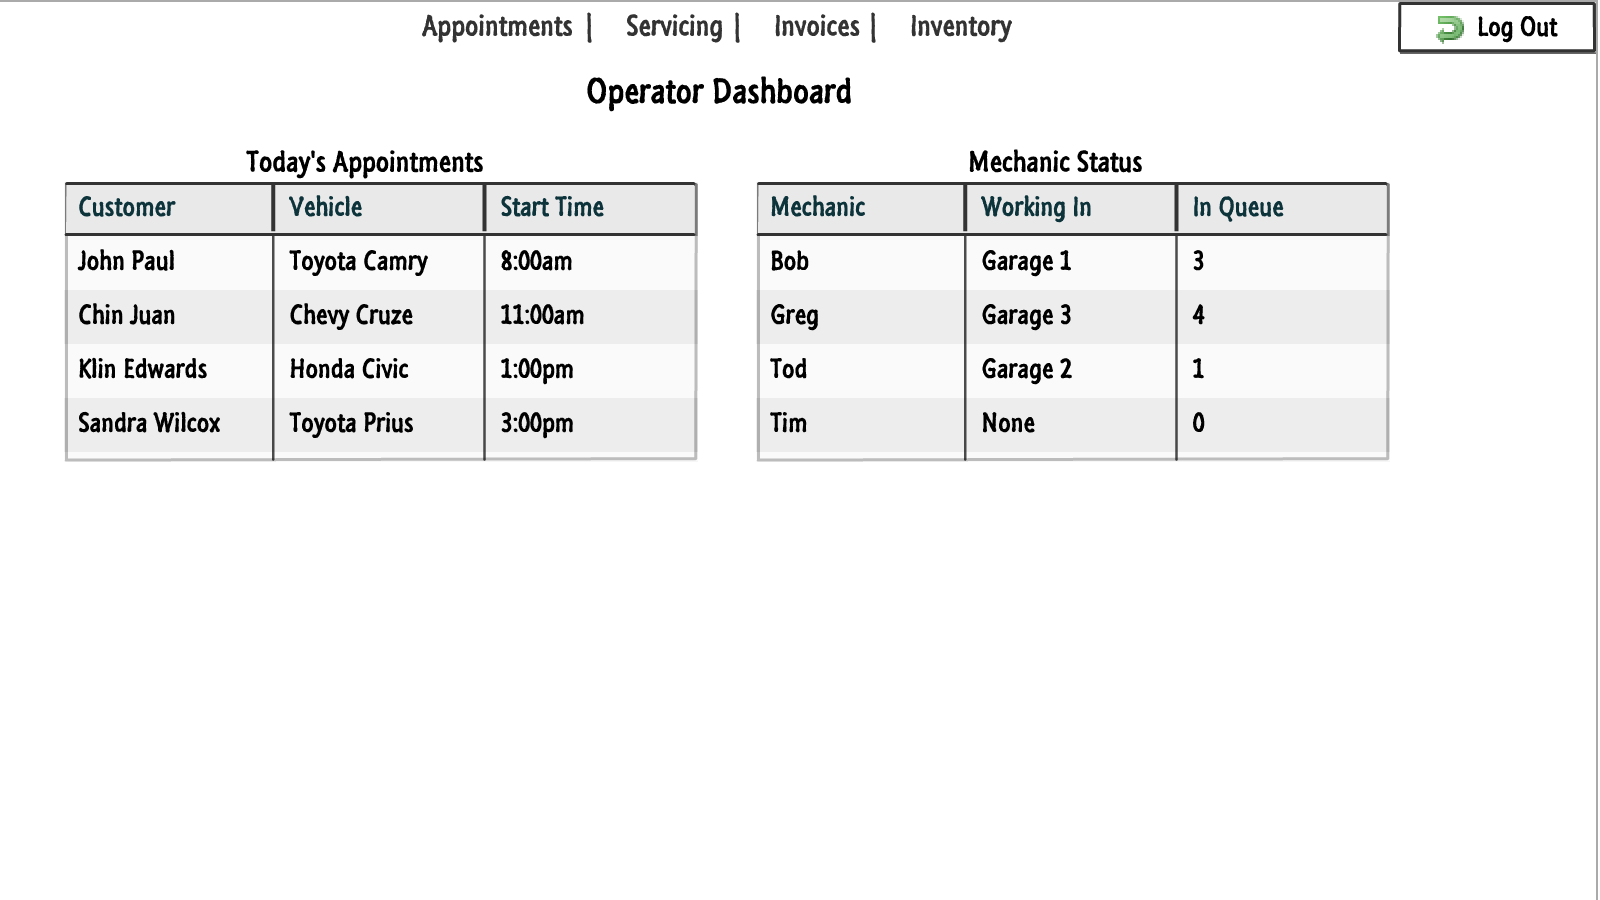 Appointments | Servicing | Invoices | Inventory
Log Out
Operator Dashboard
Today's Appointments
Customer Vehicle Start Time
John Paul Toyota Camry 8:00am
Chin Juan Chevy Cruze 11:00am
Klin Edwards Honda Civic 1:00pm
Sandra Wilcox Toyota Prius 3:00pm
Mechanic Status
Mechanic Working In In Queue
Bob Garage 1 3
Greg Garage 3 4
Tod Garage 2 1
Tim None 0